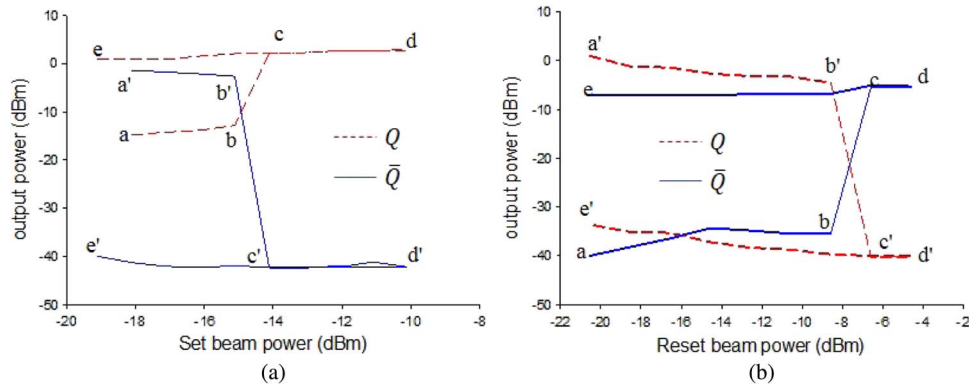 10
0
-10
-20
-30
-40
-50
output power (dBm)
e
a'
a
b'
b
c
d
Q
Q̄
e'
c'
d'
-20 -18 -16 -14 -12 -10 -8
Set beam power (dBm)
(a)
10
0
-10
-20
-30
-40
-50
output power (dBm)
a'
e
b'
c
d
Q
Q̄
e'
a
b
c'
d'
-22 -20 -18 -16 -14 -12 -10 -8 -6 -4 -2
Reset beam power (dBm)
(b)